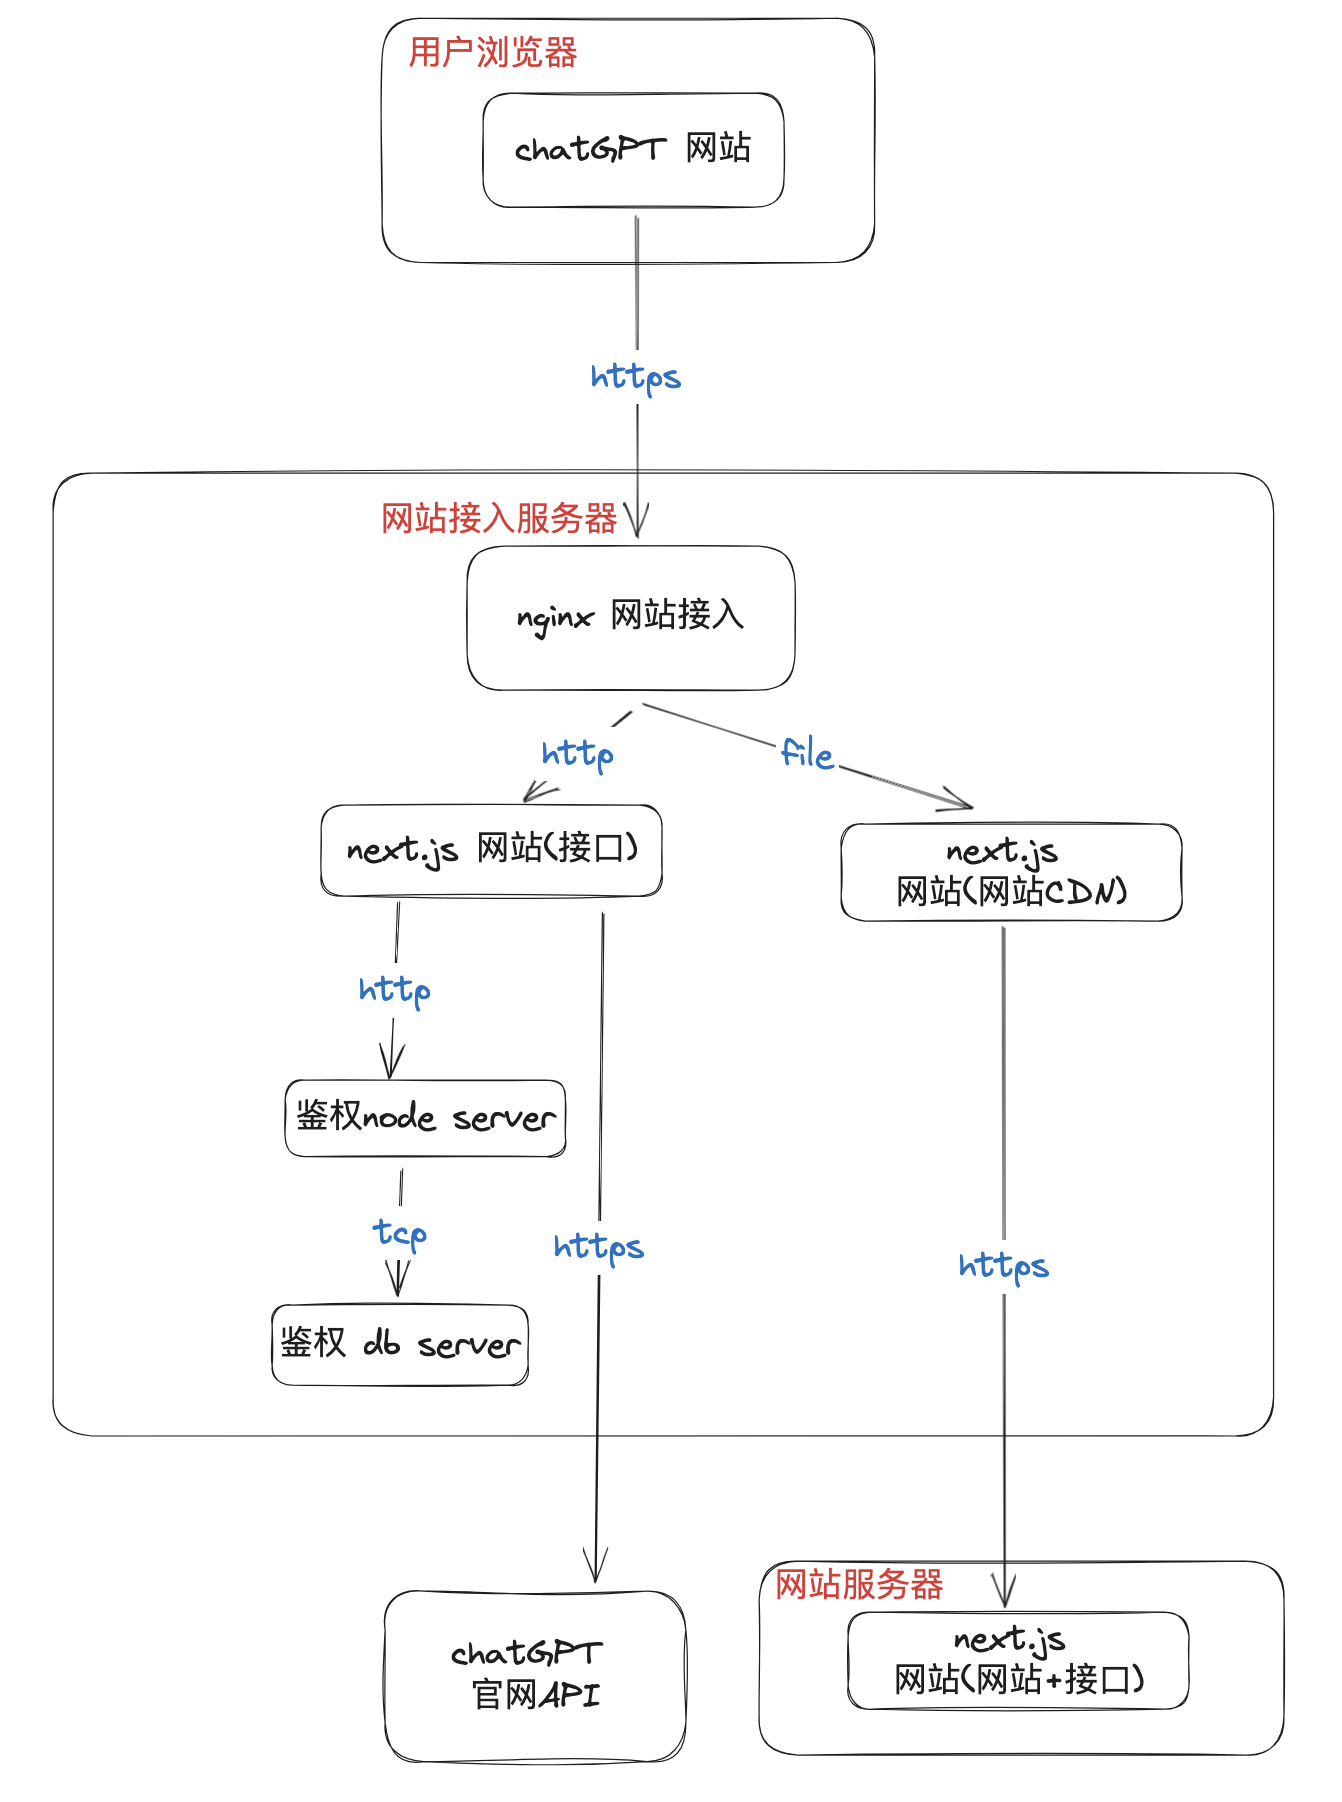 用户浏览器
chatGPT 网站
https
网站接入服务器
nginx 网站接入
http
file
next.js 网站(接口)
next.js
网站(网站CDN)
http
鉴权node server
tcp
https
https
鉴权 db server
网站服务器
chatGPT
官网API
next.js
网站(网站+接口)